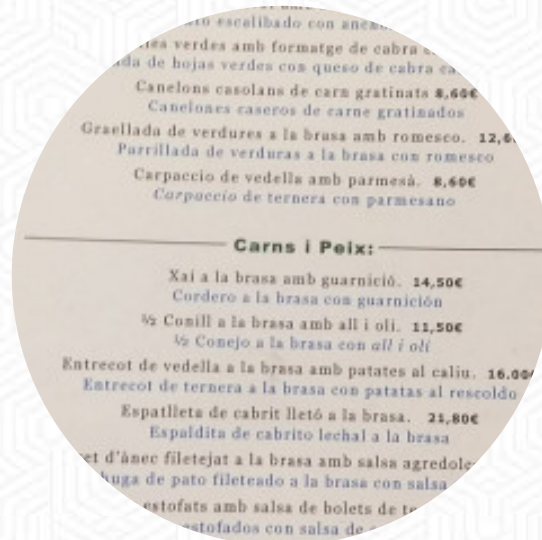 escalibado con
verdes amb formatge de cabra
de hojas verdes con queso de cabra
Canelons casolans de carn gratinats 8,60€
Canelones caseros de carne gratinados
Graellada de verdures a la brasa amb romesco.
Parrillada de verduras a la brasa con romesco
Carpaccio de vedella amb parmesà. 8,60€
Carpaccio de ternera con parmesano
Carns i Peix:
Xai a la brasa amb guarnició. 14,50€
Cordero a la brasa con guarnición
½ Conill a la brasa amb all i oli. 11,50€
½ Conejo a la brasa con all i oli
Entrecot de vedella a la brasa amb patates al caliu. 16.00
Entrecot de ternera a la brasa con patatas al rescoldo
Espatlleta de cabrit lletó a la brasa. 21,80€
Espaldita de cabrito lechal a la brasa
d'ànec filetejat a la brasa amb salsa
de pato fileteado a la brasa con salsa
estofats amb salsa de bolets de
estofados con salsa de